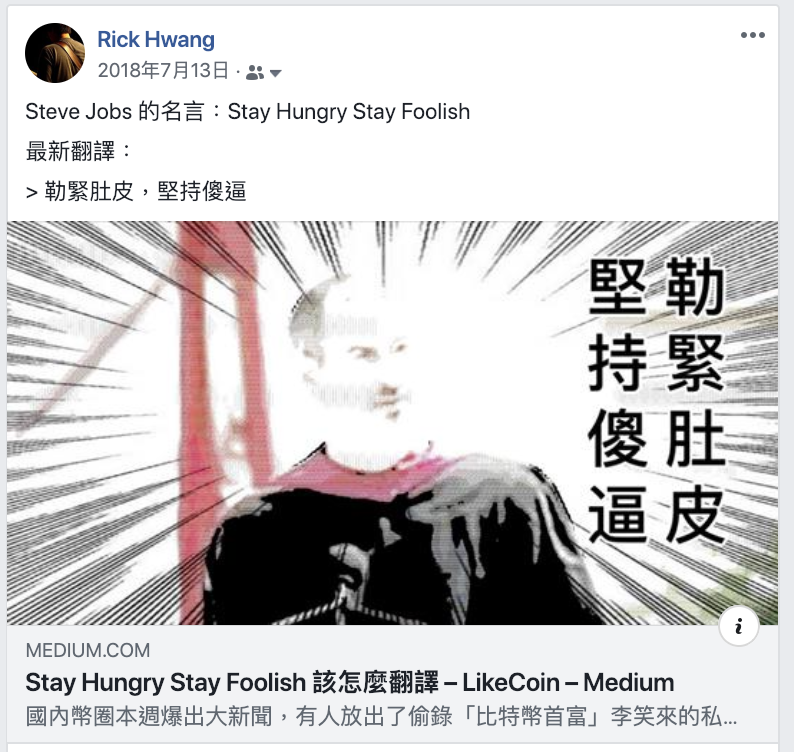 Rick Hwang
2018年7月13日 ·
Steve Jobs 的名言：Stay Hungry Stay Foolish
最新翻譯：
> 勒緊肚皮，堅持傻逼
勒緊肚皮
堅持傻逼
i
MEDIUM.COM
Stay Hungry Stay Foolish 該怎麼翻譯 – LikeCoin – Medium
國內幣圈本週爆出大新聞，有人放出了偷錄「比特幣首富」李笑來的私...